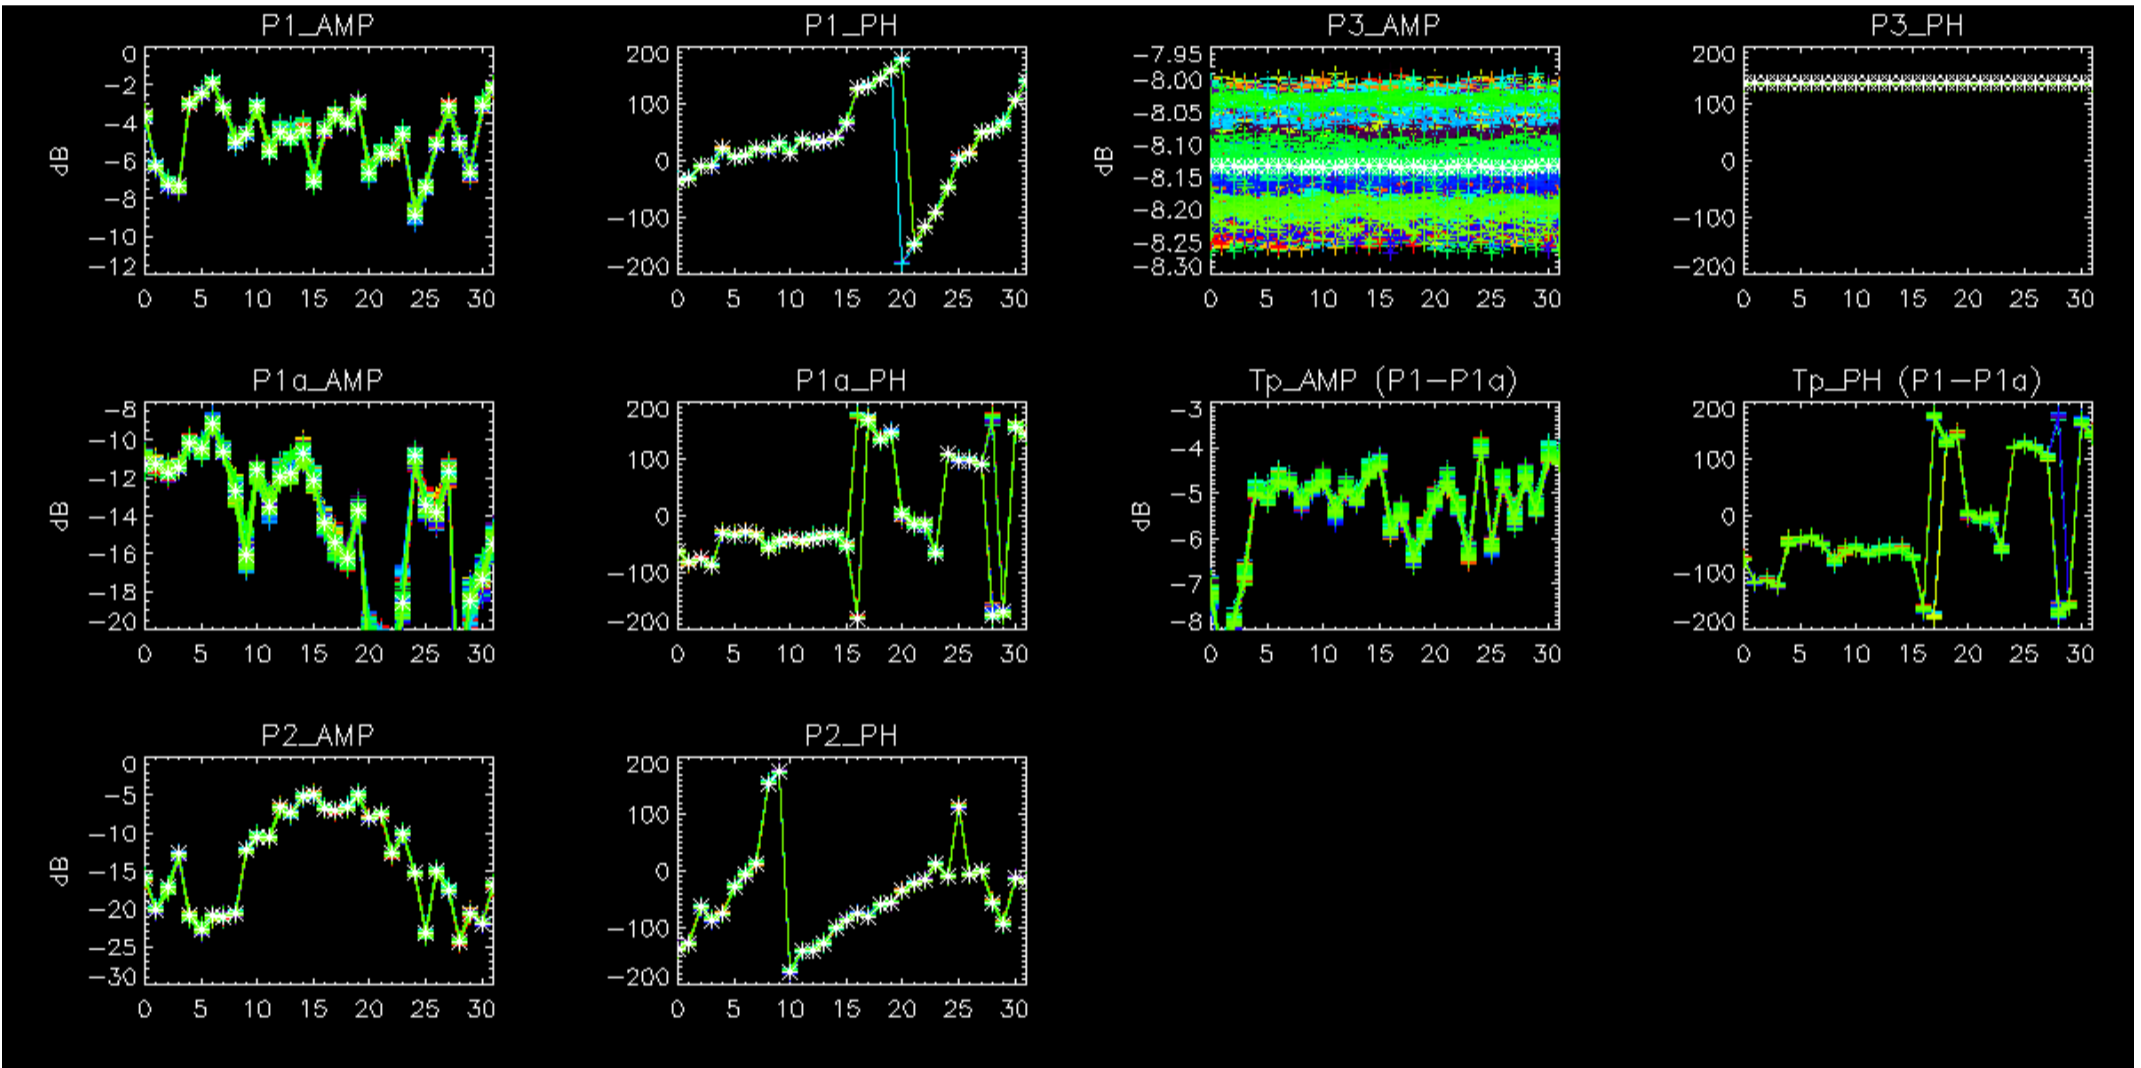 P1_AMP
P1_PH
P3_AMP
P3_PH
0
−2
−4
−6
−8
−10
−12
dB
0 5 10 15 20 25 30
200
100
0
−100
−200
0 5 10 15 20 25 30
−7.95
−8.00
−8.05
−8.10
−8.15
−8.20
−8.25
−8.30
dB
0 5 10 15 20 25 30
200
100
0
−100
−200
0 5 10 15 20 25 30
P1a_AMP
P1a_PH
Tp_AMP (P1−P1a)
Tp_PH (P1−P1a)
−8
−10
−12
−14
−16
−18
−20
dB
0 5 10 15 20 25 30
200
100
0
−100
−200
0 5 10 15 20 25 30
−3
−4
−5
−6
−7
−8
dB
0 5 10 15 20 25 30
200
100
0
−100
−200
0 5 10 15 20 25 30
P2_AMP
P2_PH
0
−5
−10
−15
−20
−25
−30
dB
0 5 10 15 20 25 30
200
100
0
−100
−200
0 5 10 15 20 25 30